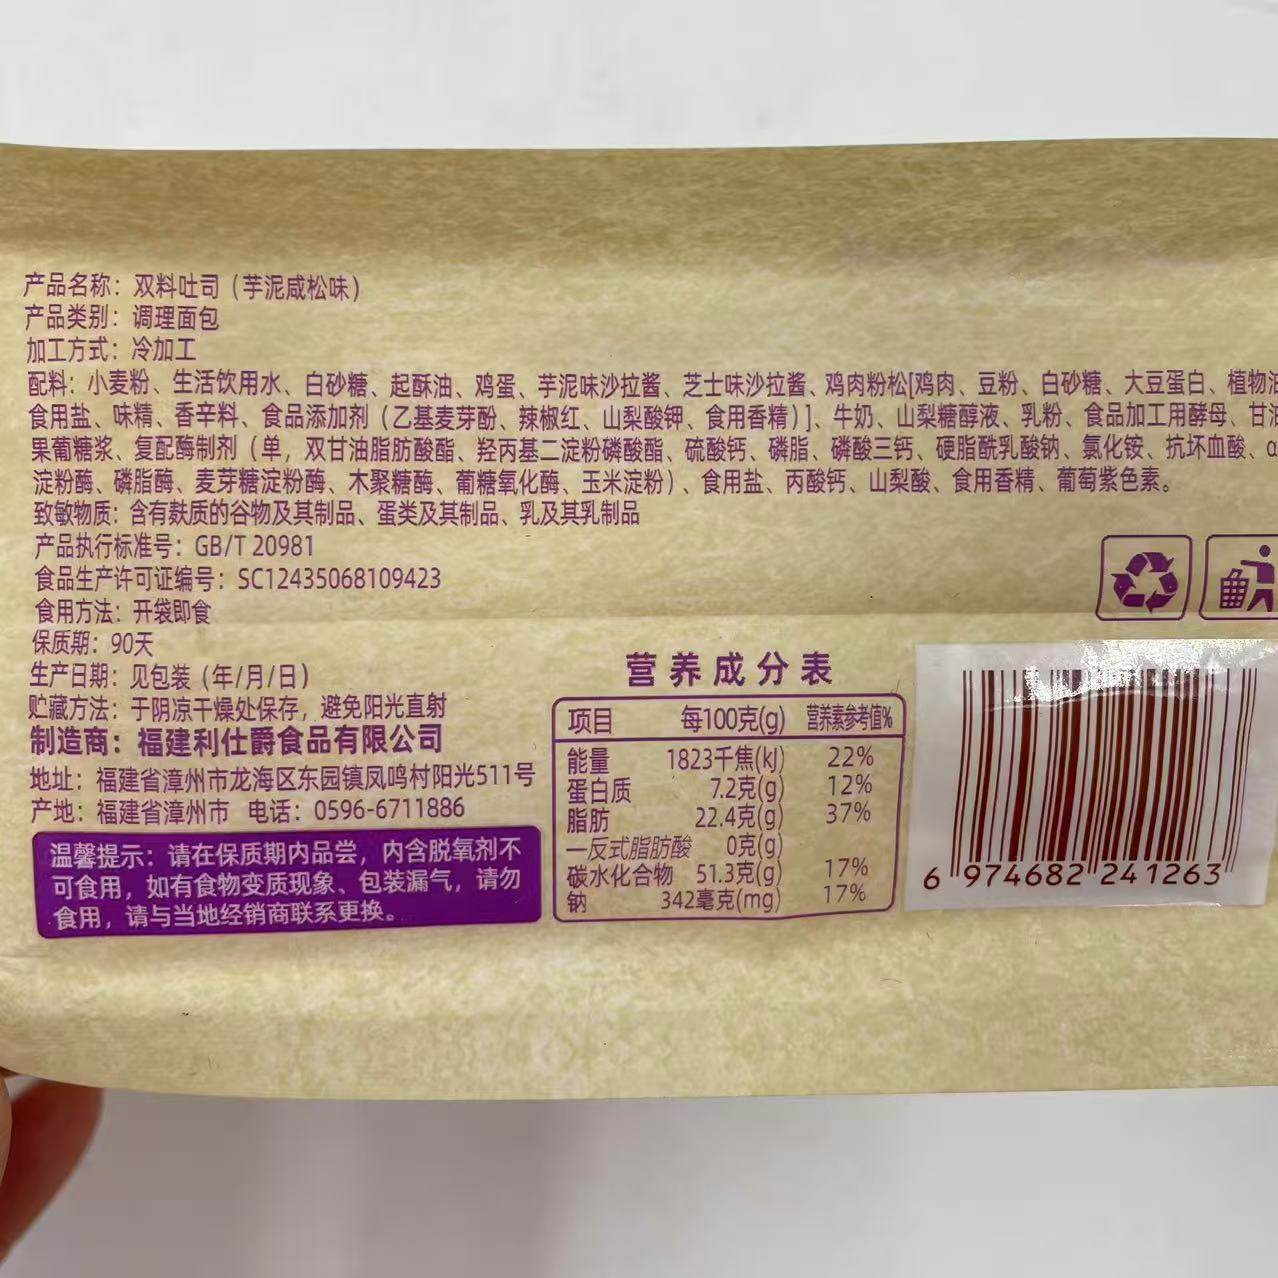 产品名称：双料吐司（芋泥咸松味）
产品类别：调理面包
加工方式：冷加工
配料：小麦粉、生活饮用水、白砂糖、起酥油、鸡蛋、芋泥味沙拉酱、芝士味沙拉酱、鸡肉粉松[鸡肉、豆粉、白砂糖、大豆蛋白、植物油
食用盐、味精、香辛料、食品添加剂（乙基麦芽酚、辣椒红、山梨酸钾、食用香精）]、牛奶、山梨糖醇液、乳粉、食品加工用酵母、甘油
果葡糖浆、复配酶制剂（单，双甘油脂肪酸酯、羟丙基二淀粉磷酸酯、硫酸钙、磷脂、磷酸三钙、硬脂酰乳酸钠、氯化铵、抗坏血酸、α
淀粉酶、磷脂酶、麦芽糖淀粉酶、木聚糖酶、葡糖氧化酶、玉米淀粉）、食用盐、丙酸钙、山梨酸、食用香精、葡萄紫色素。
致敏物质：含有麸质的谷物及其制品、蛋类及其制品、乳及其乳制品
产品执行标准号：GB/T 20981
食品生产许可证编号：SC12435068109423
食用方法：开袋即食
保质期：90天
生产日期：见包装（年/月/日）
贮藏方法：于阴凉干燥处保存，避免阳光直射
制造商：福建利仕爵食品有限公司
地址：福建省漳州市龙海区东园镇凤鸣村阳光511号
产地：福建省漳州市 电话：0596-6711886
温馨提示：请在保质期内品尝，内含脱氧剂不
可食用，如有食物变质现象、包装漏气，请勿
食用，请与当地经销商联系更换。
营养成分表
项目 每100克(g) 营养素参考值%
能量 1823千焦(kJ) 22%
蛋白质 7.2克(g) 12%
脂肪 22.4克(g) 37%
—反式脂肪酸 0克(g)
碳水化合物 51.3克(g) 17%
钠 342毫克(mg) 17%
6 974682 241263